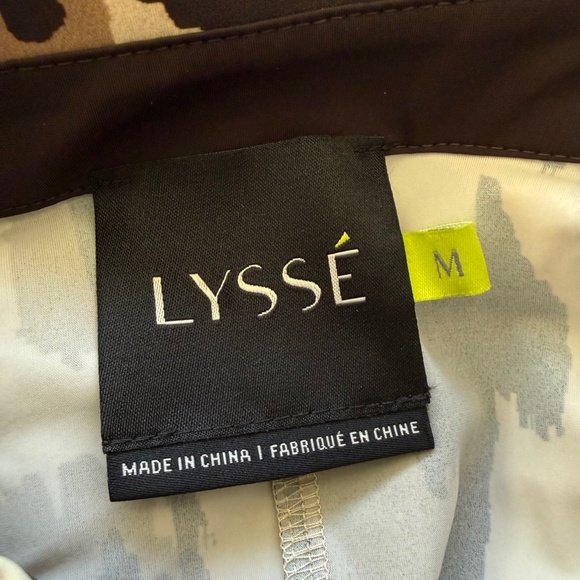 LYSSÉ
M
MADE IN CHINA | FABRIQUÉ EN CHINE